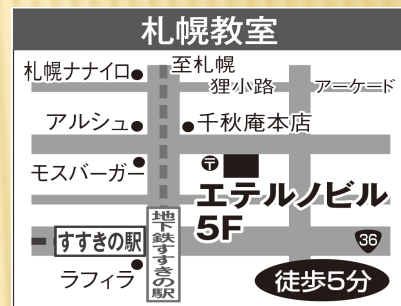 札幌教室
札幌ナナイロ
至札幌
狸小路
アーケード
アルシュ
千秋庵本店
モスバーガー
〒
エテルノビル
5F
地下鉄すすきの駅
すすきの駅
36
ラフィラ
徒歩5分